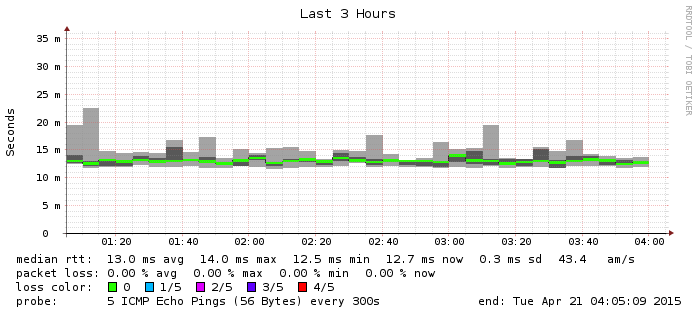 Last 3 Hours
RRDTOOL / TOBI OETIKER
Seconds
35 m
30 m
25 m
20 m
15 m
10 m
5 m
0
01:20 01:40 02:00 02:20 02:40 03:00 03:20 03:40 04:00
median rtt: 13.0 ms avg 14.0 ms max 12.5 ms min 12.7 ms now 0.3 ms sd 43.4 am/s
packet loss: 0.00 % avg 0.00 % max 0.00 % min 0.00 % now
loss color: 0 1/5 2/5 3/5 4/5
probe: 5 ICMP Echo Pings (56 Bytes) every 300s end: Tue Apr 21 04:05:09 2015